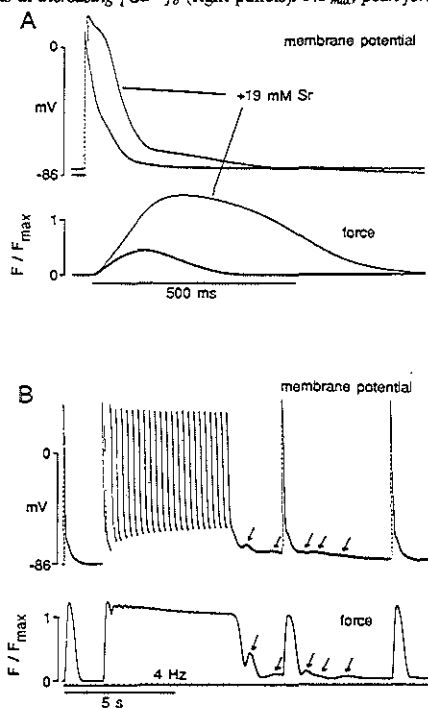 A
membrane potential
0
mV
+19 mM Sr
-86
1
F / Fmax
force
0
500 ms
B
membrane potential
0
mV
-86
1
F / Fmax
force
0
4 Hz
5 s